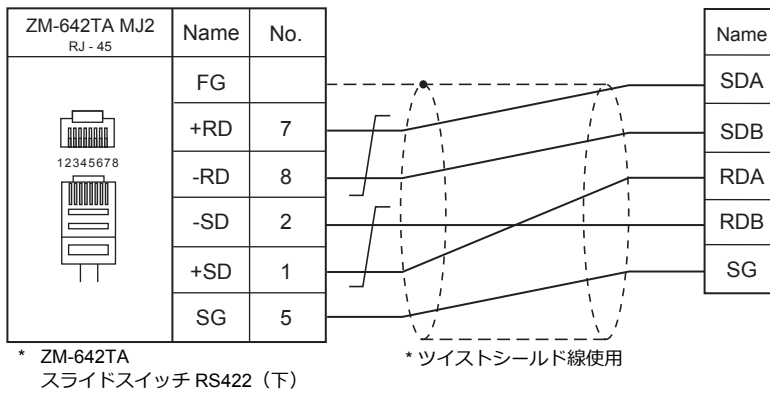 ZM-642TA MJ2 Name No. Name
RJ - 45
FG SDA
+RD 7 SDB
12345678
-RD 8 RDA
-SD 2 RDB
+SD 1 SG
SG 5
* ZM-642TA
スライドスイッチ RS422（下）
* ツイストシールド線使用